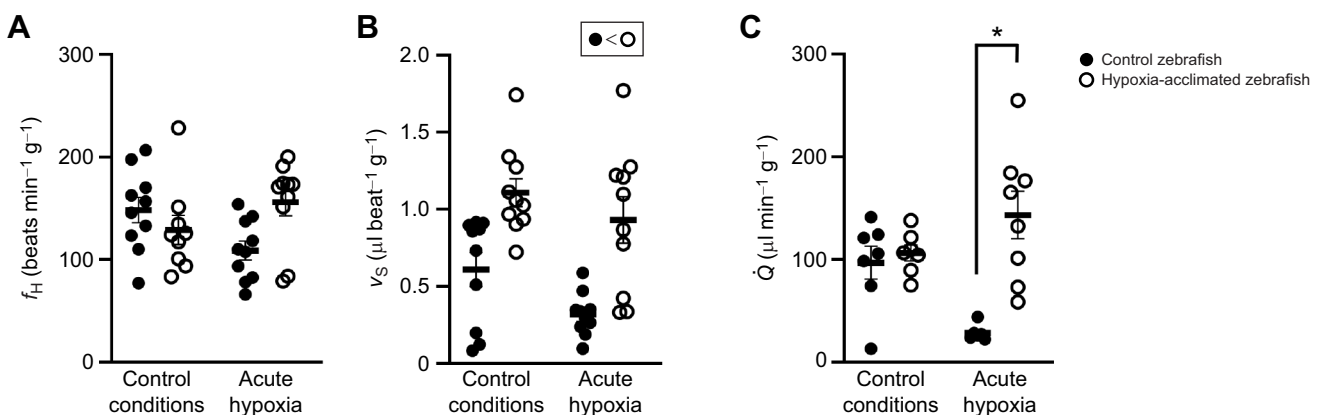 A
300
200
100
0
f_H (beats min⁻¹ g⁻¹)
Control
conditions
Acute
hypoxia
B
<
2.0
1.5
1.0
0.5
0
v_S (µl beat⁻¹ g⁻¹)
Control
conditions
Acute
hypoxia
C
*
300
200
100
0
Q̇ (µl min⁻¹ g⁻¹)
Control
conditions
Acute
hypoxia
Control zebrafish
Hypoxia-acclimated zebrafish